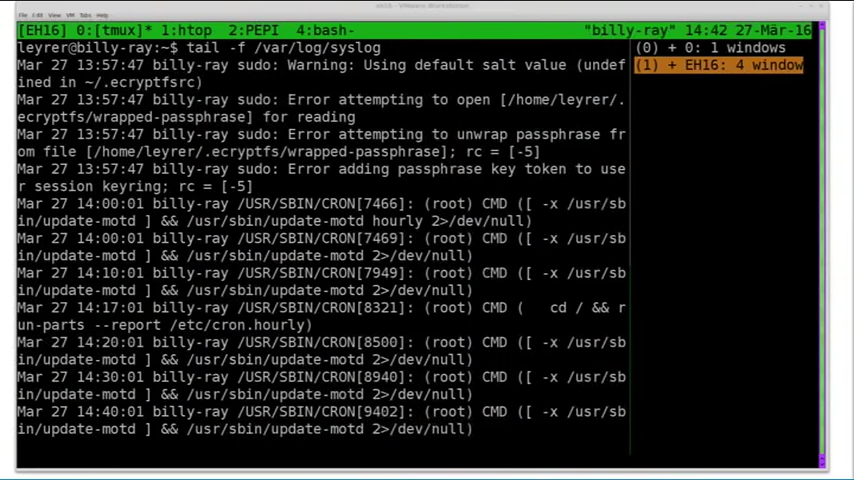 File Edit View VM Tabs Help
[EH16] 0:[tmux]* 1:htop  2:PEPI  4:bash-                "billy-ray" 14:42 27-Mär-16
leyrer@billy-ray:~$ tail -f /var/log/syslog
Mar 27 13:57:47 billy-ray sudo: Warning: Using default salt value (undef
ined in ~/.ecryptfsrc)
Mar 27 13:57:47 billy-ray sudo: Error attempting to open [/home/leyrer/.
ecryptfs/wrapped-passphrase] for reading
Mar 27 13:57:47 billy-ray sudo: Error attempting to unwrap passphrase fr
om file [/home/leyrer/.ecryptfs/wrapped-passphrase]; rc = [-5]
Mar 27 13:57:47 billy-ray sudo: Error adding passphrase key token to use
r session keyring; rc = [-5]
Mar 27 14:00:01 billy-ray /USR/SBIN/CRON[7466]: (root) CMD ([ -x /usr/sb
in/update-motd ] && /usr/sbin/update-motd hourly 2>/dev/null)
Mar 27 14:00:01 billy-ray /USR/SBIN/CRON[7469]: (root) CMD ([ -x /usr/sb
in/update-motd ] && /usr/sbin/update-motd 2>/dev/null)
Mar 27 14:10:01 billy-ray /USR/SBIN/CRON[7949]: (root) CMD ([ -x /usr/sb
in/update-motd ] && /usr/sbin/update-motd 2>/dev/null)
Mar 27 14:17:01 billy-ray /USR/SBIN/CRON[8321]: (root) CMD (   cd / && r
un-parts --report /etc/cron.hourly)
Mar 27 14:20:01 billy-ray /USR/SBIN/CRON[8500]: (root) CMD ([ -x /usr/sb
in/update-motd ] && /usr/sbin/update-motd 2>/dev/null)
Mar 27 14:30:01 billy-ray /USR/SBIN/CRON[8940]: (root) CMD ([ -x /usr/sb
in/update-motd ] && /usr/sbin/update-motd 2>/dev/null)
Mar 27 14:40:01 billy-ray /USR/SBIN/CRON[9402]: (root) CMD ([ -x /usr/sb
in/update-motd ] && /usr/sbin/update-motd 2>/dev/null)
(0) + 0: 1 windows
(1) + EH16: 4 window